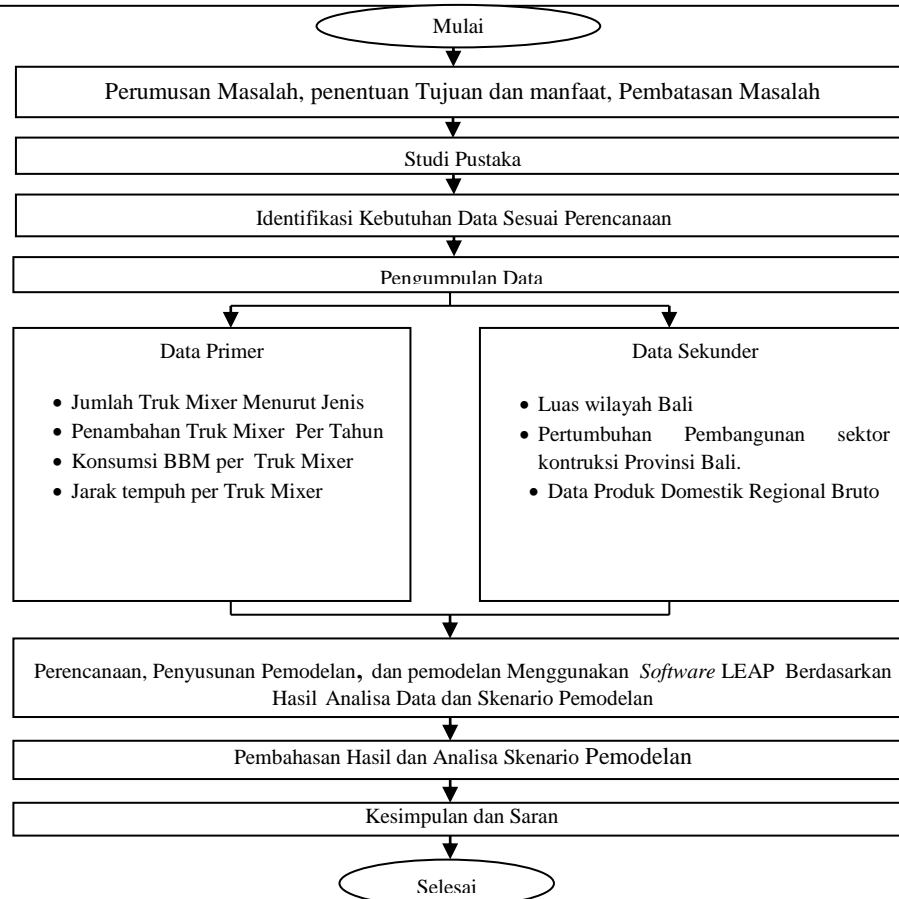 Mulai
Perumusan Masalah, penentuan Tujuan dan manfaat, Pembatasan Masalah
Studi Pustaka
Identifikasi Kebutuhan Data Sesuai Perencanaan
Pengumpulan Data
Data Primer
• Jumlah Truk Mixer Menurut Jenis
• Penambahan Truk Mixer Per Tahun
• Konsumsi BBM per Truk Mixer
• Jarak tempuh per Truk Mixer
Data Sekunder
• Luas wilayah Bali
• Pertumbuhan Pembangunan sektor
kontruksi Provinsi Bali.
• Data Produk Domestik Regional Bruto
Perencanaan, Penyusunan Pemodelan, dan pemodelan Menggunakan Software LEAP Berdasarkan
Hasil Analisa Data dan Skenario Pemodelan
Pembahasan Hasil dan Analisa Skenario Pemodelan
Kesimpulan dan Saran
Selesai